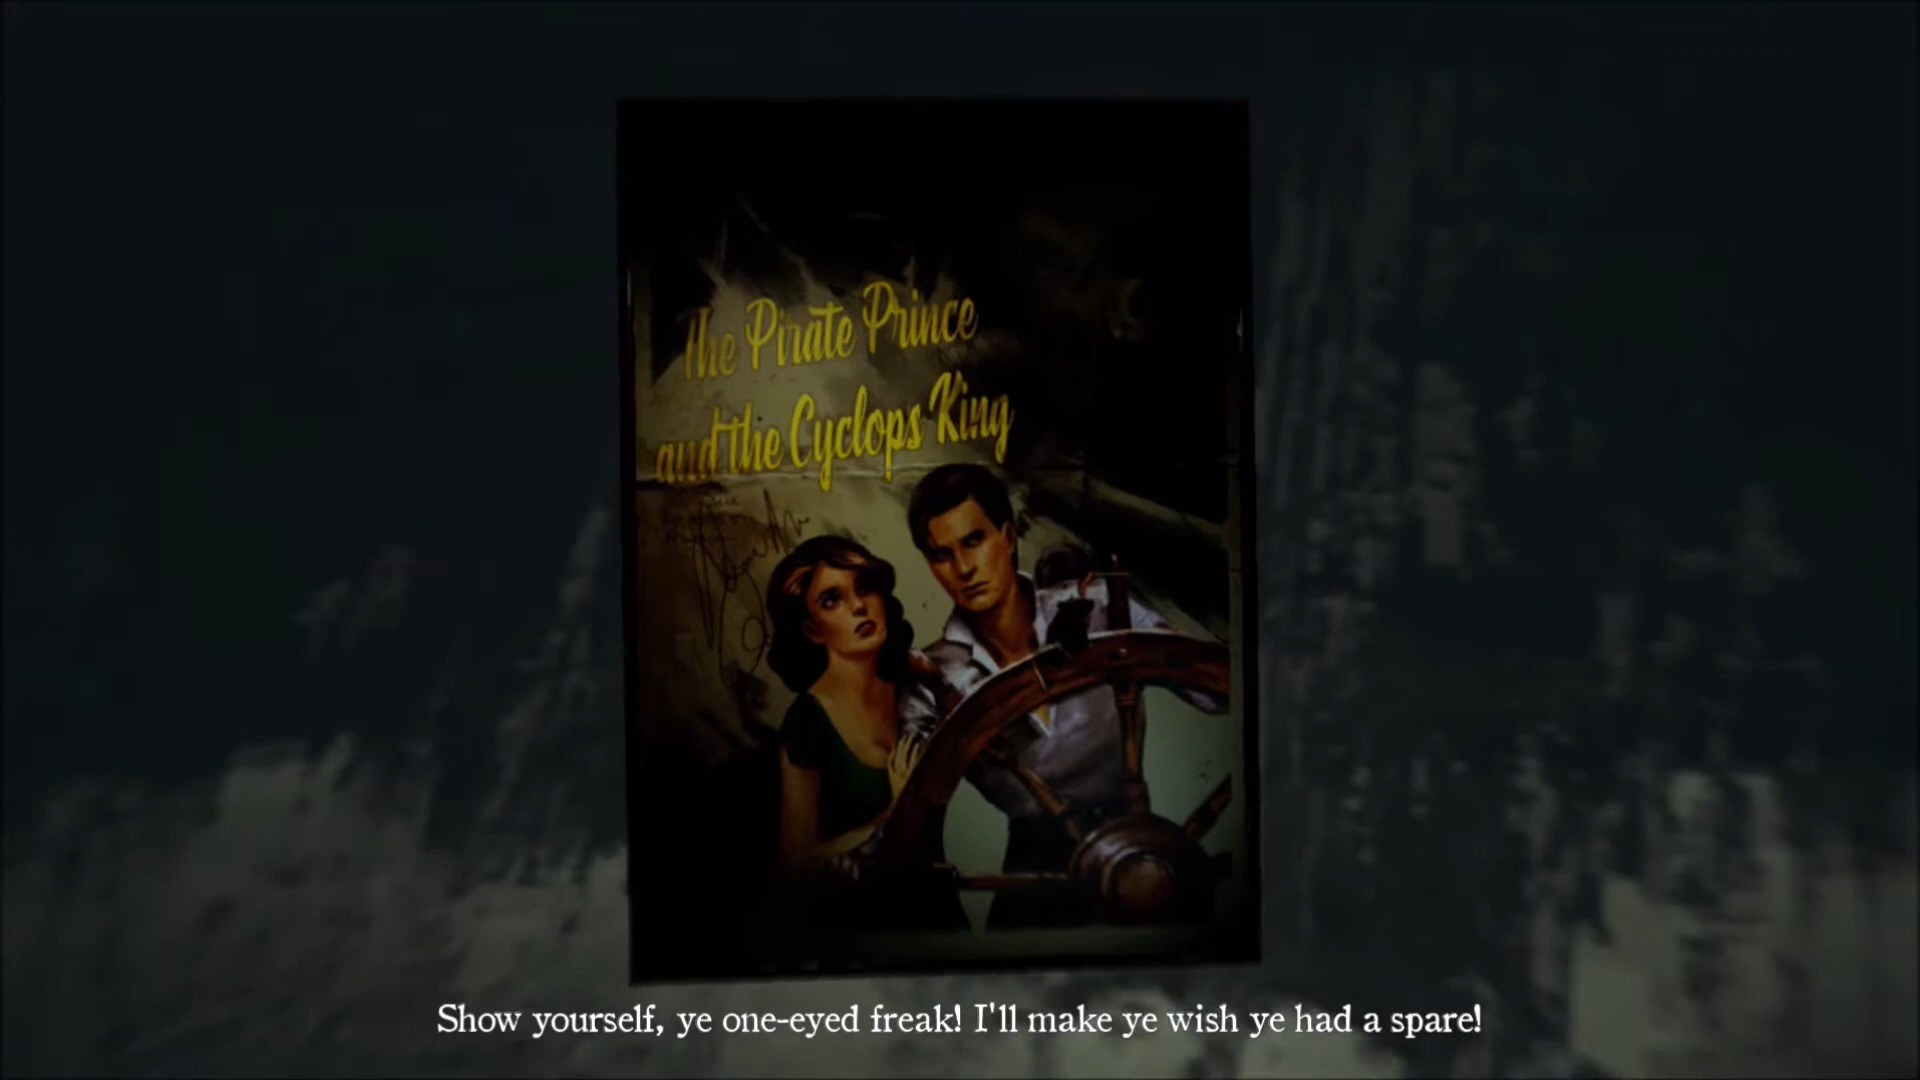 The Pirate Prince
and the Cyclops King
Show yourself, ye one-eyed freak! I'll make ye wish ye had a spare!